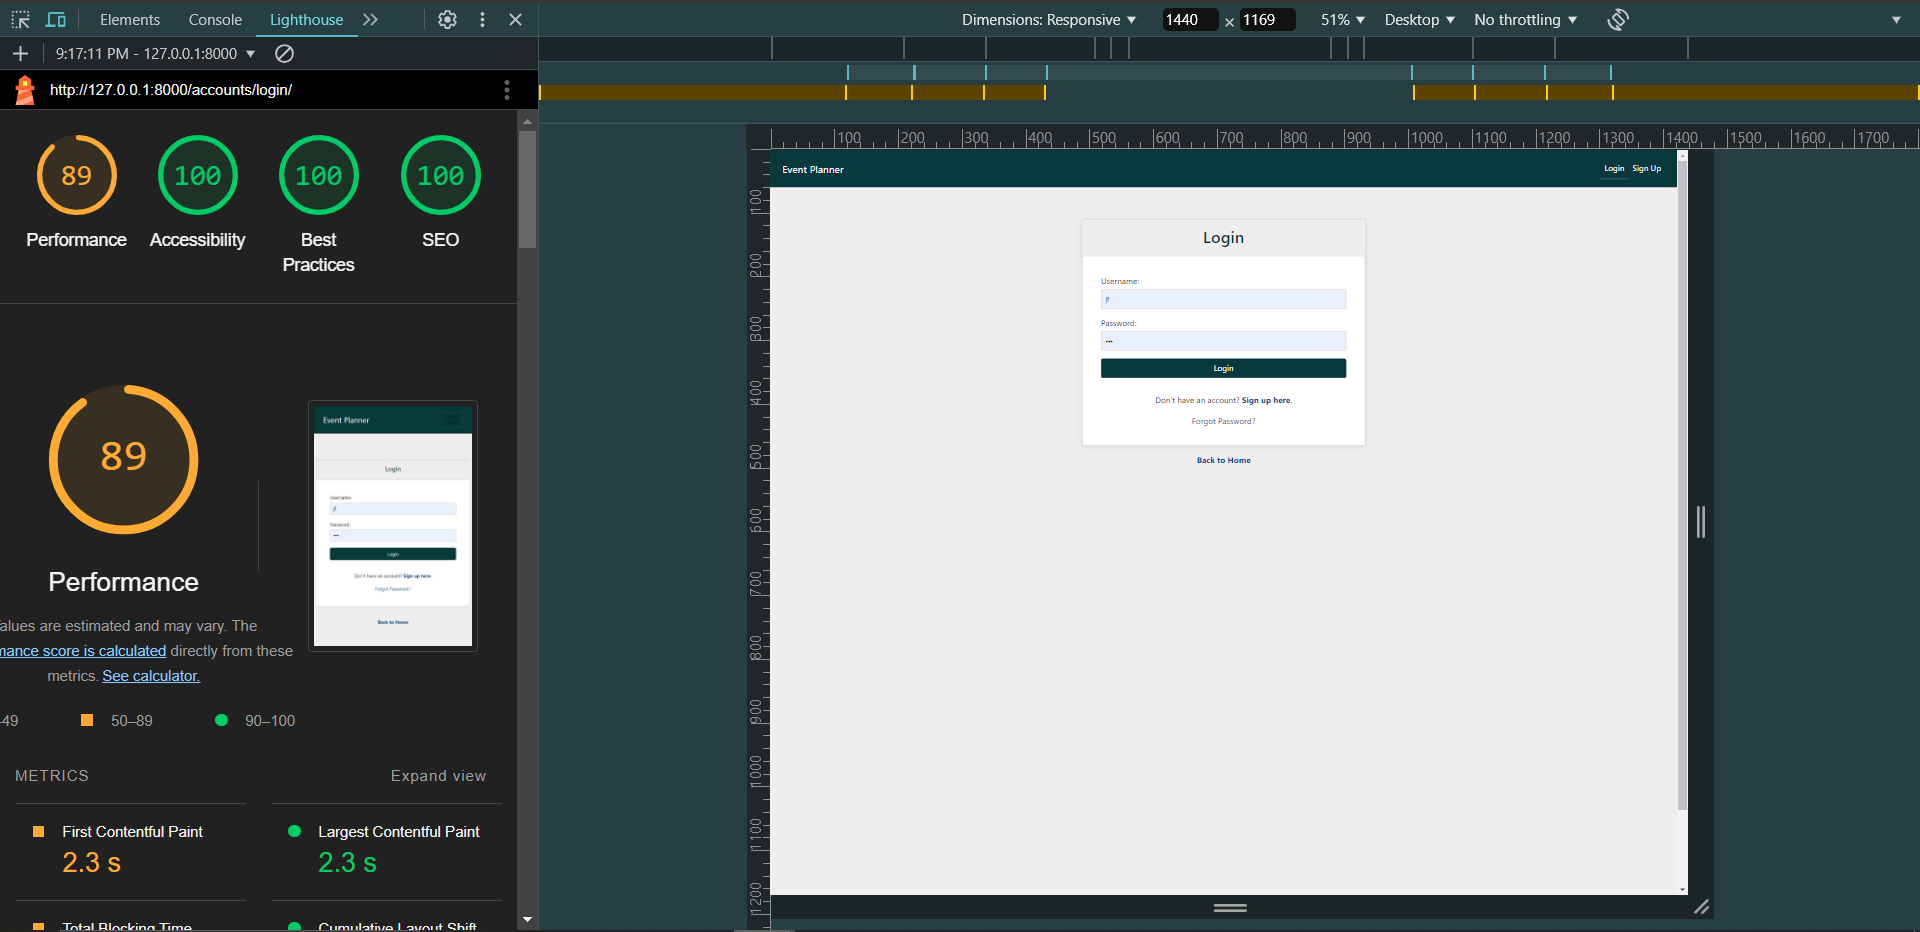 Elements Console Lighthouse
Dimensions: Responsive 1440 × 1169 51% Desktop No throttling
9:17:11 PM - 127.0.0.1:8000
http://127.0.0.1:8000/accounts/login/
89 100 100 100
Performance Accessibility Best Practices SEO
89
Performance
alues are estimated and may vary. The
mance score is calculated directly from these
metrics. See calculator.
-49 50–89 90–100
METRICS Expand view
First Contentful Paint
2.3 s
Largest Contentful Paint
2.3 s
Total Blocking Time
Cumulative Layout Shift
Event Planner
Login
Username:
jf
Password:
Login
Don't have an account? Sign up here.
Forgot Password?
Back to Home
100 200 300 400 500 600 700 800 900 1000 1100 1200 1300 1400 1500 1600 1700
100
200
300
400
500
600
700
800
900
1000
1100
1200
Event Planner Login Sign Up
Login
Username:
jf
Password:
•••
Login
Don't have an account? Sign up here.
Forgot Password?
Back to Home